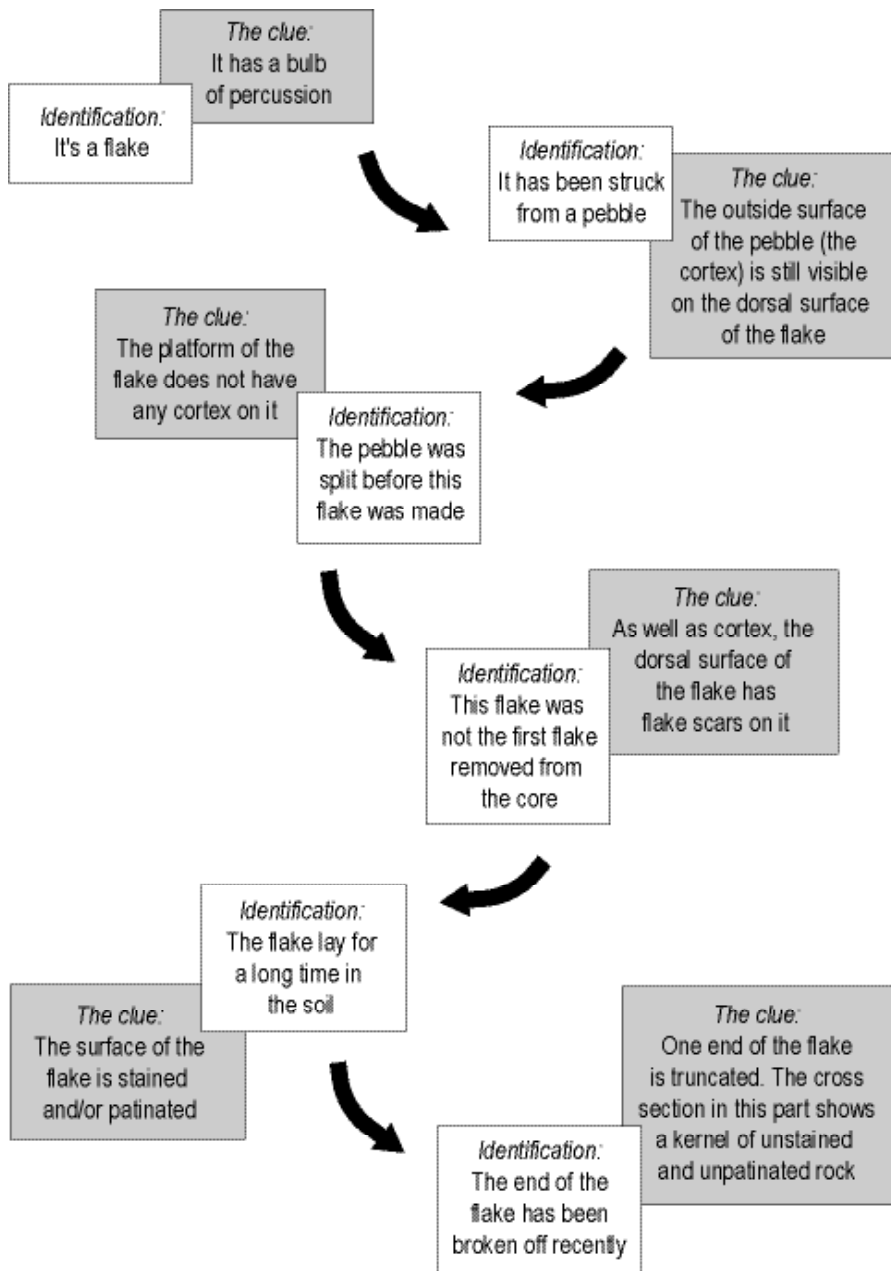 The clue:
It has a bulb
of percussion
Identification:
It's a flake
Identification:
It has been struck
from a pebble
The clue:
The outside surface
of the pebble (the
cortex) is still visible
on the dorsal surface
of the flake
The clue:
The platform of the
flake does not have
any cortex on it
Identification:
The pebble was
split before this
flake was made
The clue:
As well as cortex, the
dorsal surface of
the flake has
flake scars on it
Identification:
This flake was
not the first flake
removed from
the core
Identification:
The flake lay for
a long time in
the soil
The clue:
The surface of the
flake is stained
and/or patinated
The clue:
One end of the flake
is truncated. The cross
section in this part shows
a kernel of unstained
and unpatinated rock
Identification:
The end of the
flake has been
broken off recently